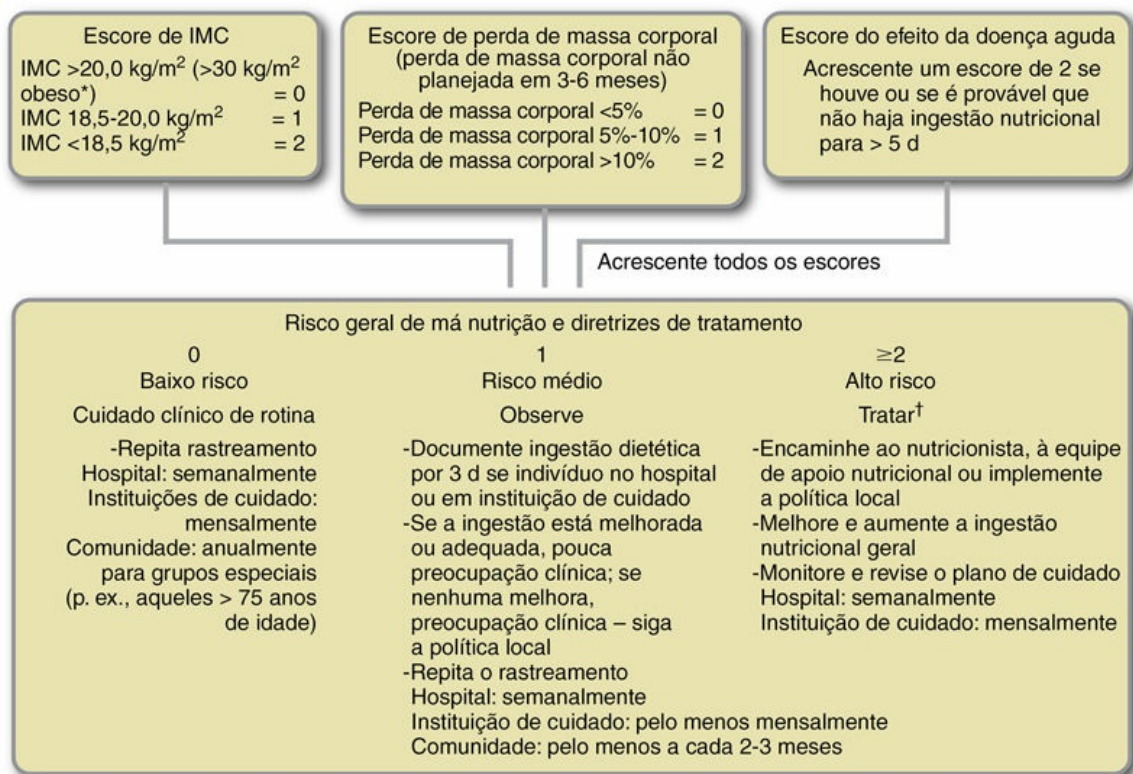 Escore de IMC
IMC >20,0 kg/m² (>30 kg/m²
obeso*) = 0
IMC 18,5-20,0 kg/m² = 1
IMC <18,5 kg/m² = 2
Escore de perda de massa corporal
(perda de massa corporal não
planejada em 3-6 meses)
Perda de massa corporal <5% = 0
Perda de massa corporal 5%-10% = 1
Perda de massa corporal >10% = 2
Escore do efeito da doença aguda
Acrescente um escore de 2 se
houve ou se é provável que
não haja ingestão nutricional
para > 5 d
Acrescente todos os escores
Risco geral de má nutrição e diretrizes de tratamento
0
Baixo risco
Cuidado clínico de rotina
-Repita rastreamento
Hospital: semanalmente
Instituições de cuidado:
mensalmente
Comunidade: anualmente
para grupos especiais
(p. ex., aqueles > 75 anos
de idade)
1
Risco médio
Observe
-Documente ingestão dietética
por 3 d se indivíduo no hospital
ou em instituição de cuidado
-Se a ingestão está melhorada
ou adequada, pouca
preocupação clínica; se
nenhuma melhora,
preocupação clínica – siga
a política local
-Repita o rastreamento
Hospital: semanalmente
Instituição de cuidado: pelo menos mensalmente
Comunidade: pelo menos a cada 2-3 meses
≥2
Alto risco
Tratar†
-Encaminhe ao nutricionista, à equipe
de apoio nutricional ou implemente
a política local
-Melhore e aumente a ingestão
nutricional geral
-Monitore e revise o plano de cuidado
Hospital: semanalmente
Instituição de cuidado: mensalmente